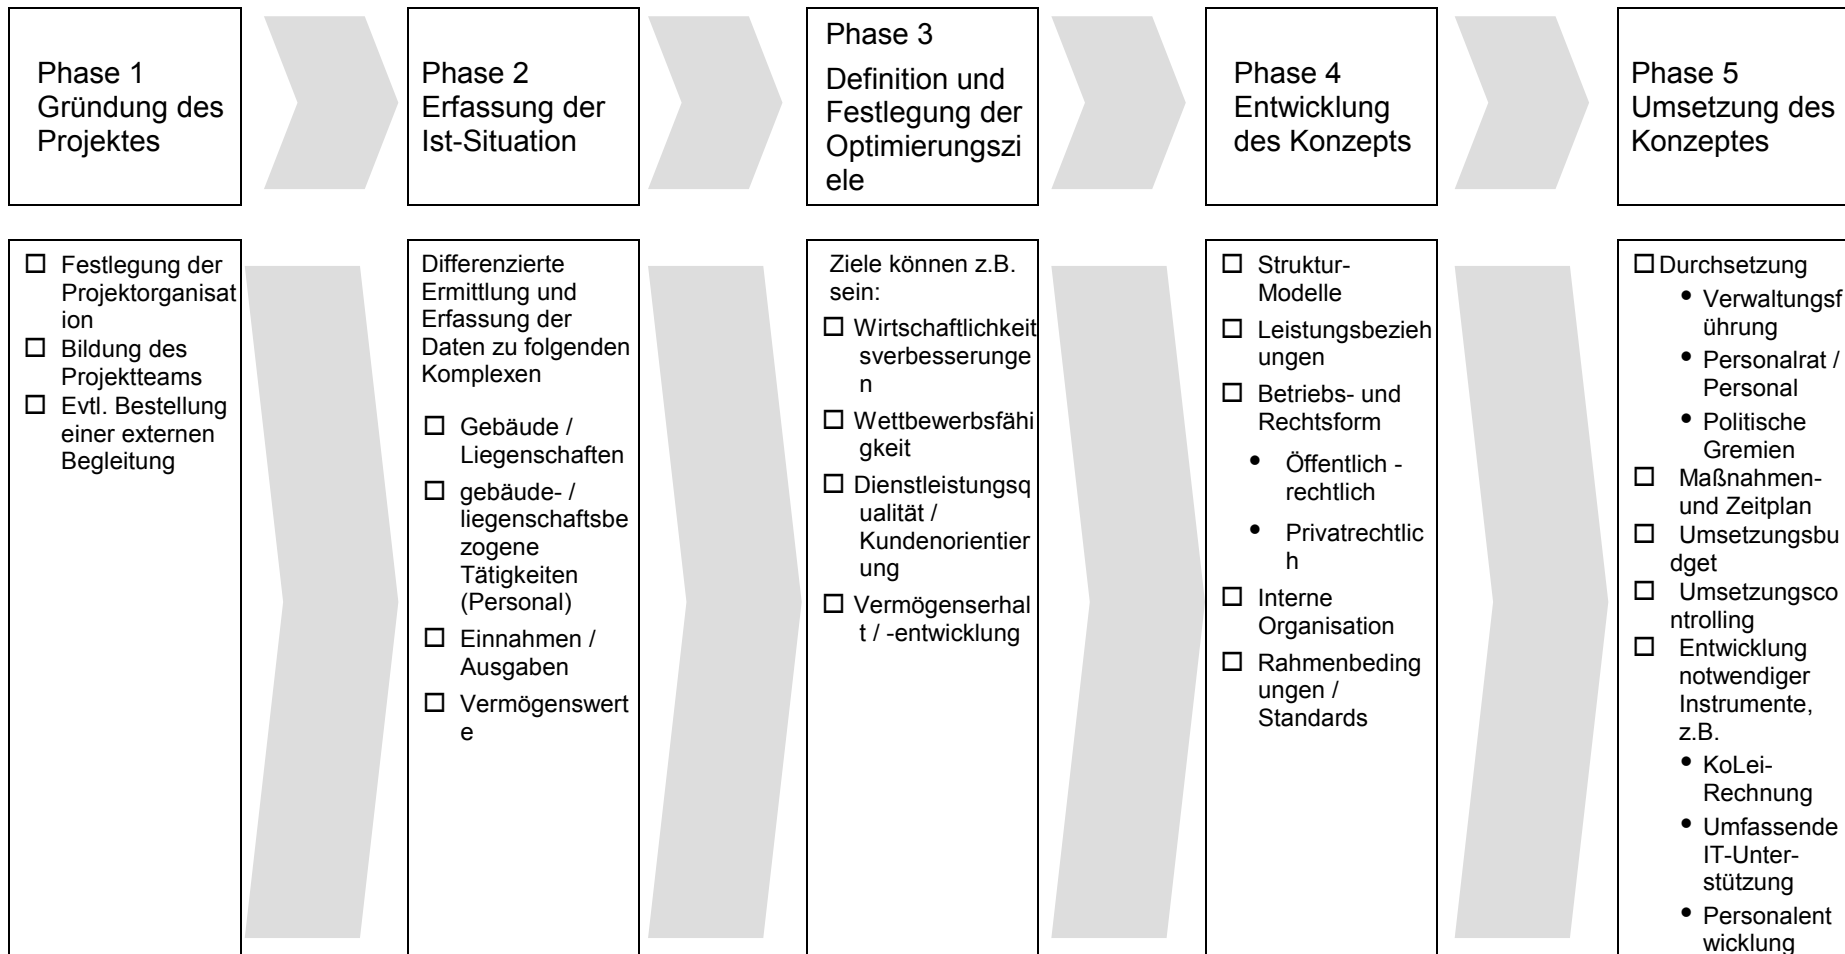 Phase 1
Gründung des
Projektes
Phase 2
Erfassung der
Ist-Situation
Phase 3
Definition und
Festlegung der
Optimierungszi
ele
Phase 4
Entwicklung
des Konzepts
Phase 5
Umsetzung des
Konzeptes
Festlegung der
Projektorganisat
ion
Bildung des
Projektteams
Evtl. Bestellung
einer externen
Begleitung
Differenzierte
Ermittlung und
Erfassung der
Daten zu folgenden
Komplexen
Gebäude /
Liegenschaften
gebäude- /
liegenschaftsbe
zogene
Tätigkeiten
(Personal)
Einnahmen /
Ausgaben
Vermögenswert
e
Ziele können z.B.
sein:
Wirtschaftlichkeit
sverbesserunge
n
Wettbewerbsfähi
gkeit
Dienstleistungsq
ualität /
Kundenorientier
ung
Vermögenserhal
t / -entwicklung
Struktur-
Modelle
Leistungsbezieh
ungen
Betriebs- und
Rechtsform
• Öffentlich -
rechtlich
• Privatrechtlic
h
Interne
Organisation
Rahmenbeding
ungen /
Standards
Durchsetzung
• Verwaltungsf
ührung
• Personalrat /
Personal
• Politische
Gremien
Maßnahmen-
und Zeitplan
Umsetzungsbu
dget
Umsetzungsco
ntrolling
Entwicklung
notwendiger
Instrumente,
z.B.
• KoLei-
Rechnung
• Umfassende
IT-Unter-
stützung
• Personalent
wicklung